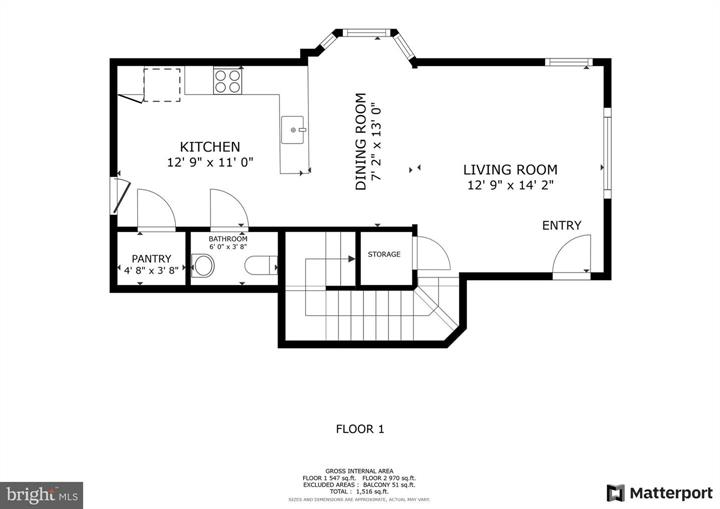 KITCHEN
12' 9" x 11' 0"
DINING ROOM
7' 2" x 13' 0"
LIVING ROOM
12' 9" x 14' 2"
ENTRY
BATHROOM
6' 0" x 3' 8"
PANTRY
4' 8" x 3' 8"
STORAGE
FLOOR 1
GROSS INTERNAL AREA
FLOOR 1 547 sq.ft. FLOOR 2 970 sq.ft.
EXCLUDED AREAS : BALCONY 51 sq.ft.
TOTAL : 1,516 sq.ft.
SIZES AND DIMENSIONS ARE APPROXIMATE, ACTUAL MAY VARY.
bright MLS
Matterport